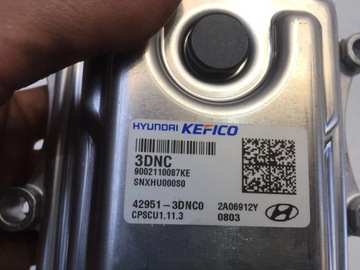 HYUNDAI KEFICO
3DNC
9002110087KE
SNXHU000S0
42951-3DNC0 2A06912Y
CPSCU1.11.3 0803